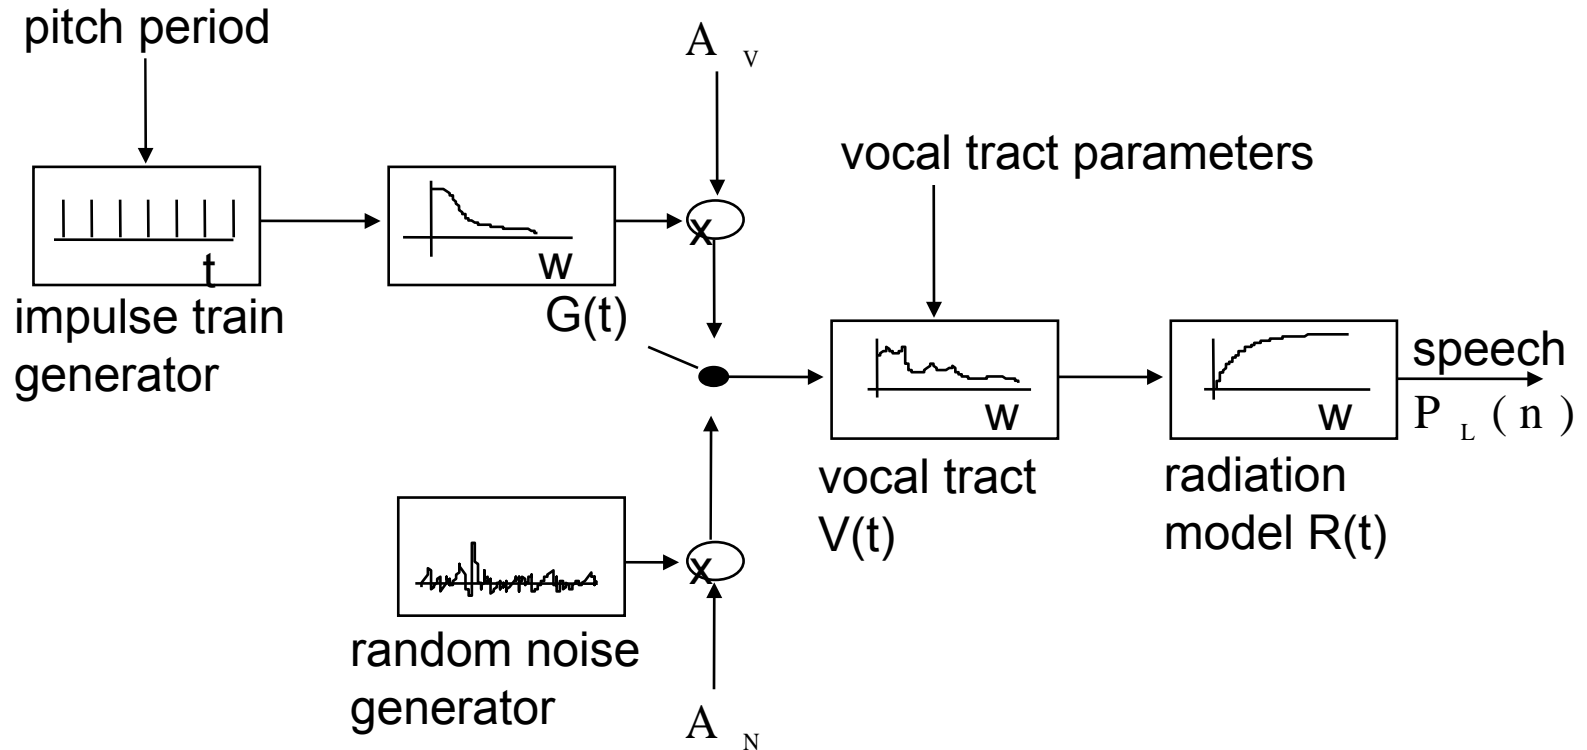 pitch period
A V
vocal tract parameters
t
impulse train
generator
w
G(t)
x
w
vocal tract
V(t)
w
radiation
model R(t)
speech
P L ( n )
random noise
generator
x
A N